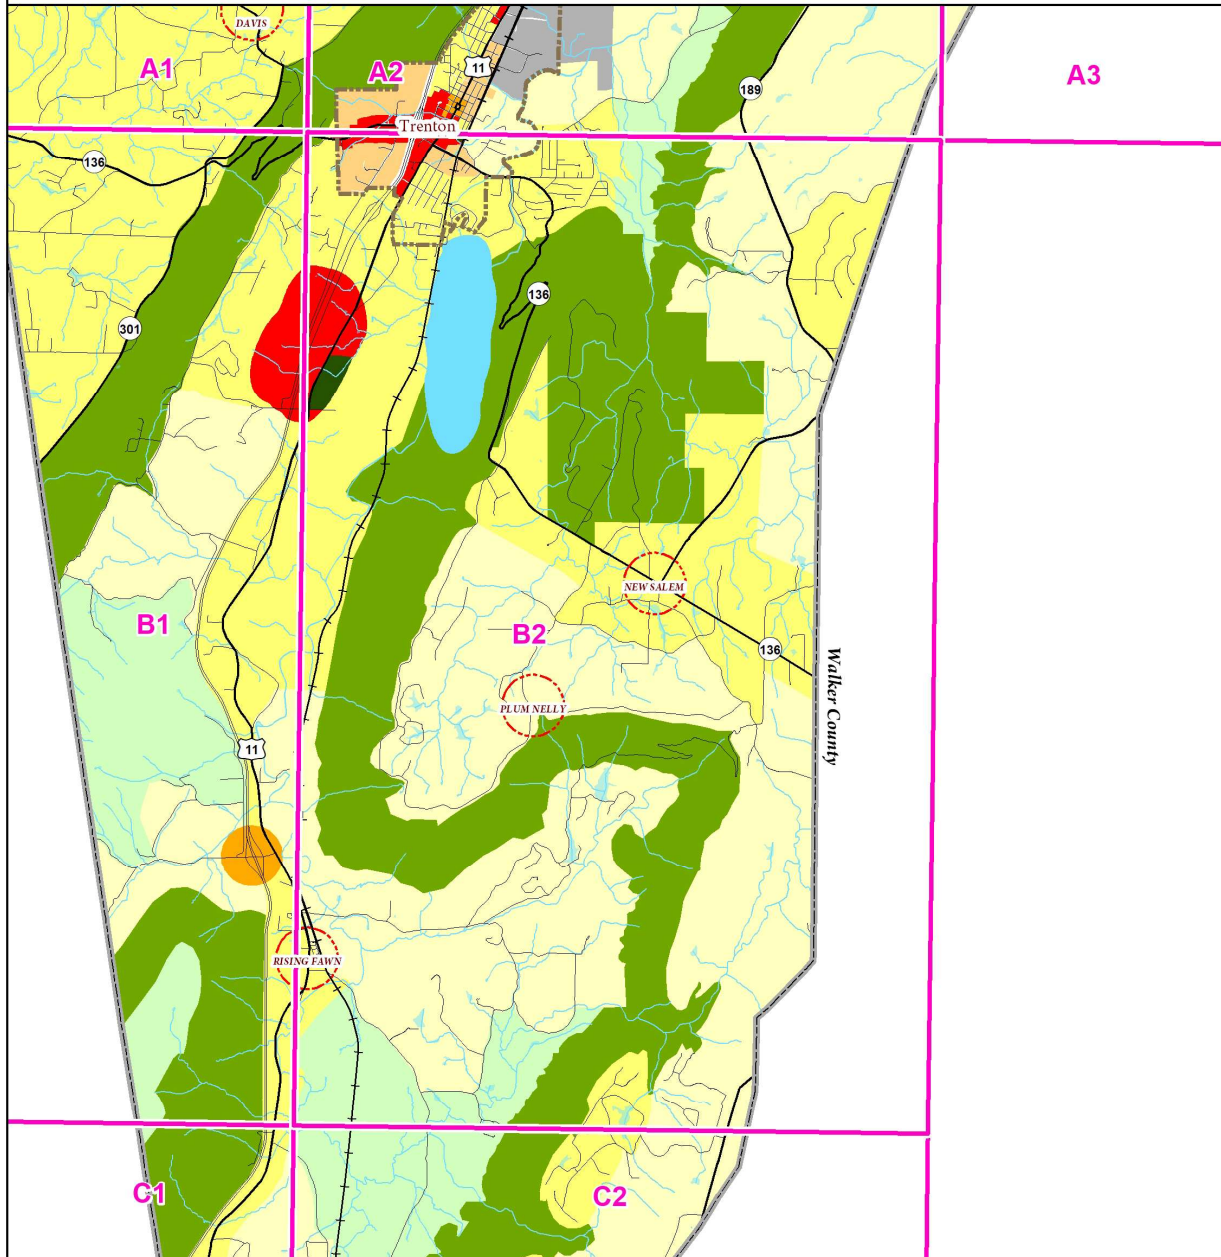 DAVIS
A1
A2
11
A3
189
Trenton
136
136
301
NEW SALEM
B1
B2
136
Walker County
PLUM NELLY
11
RISING FAWN
C1
C2